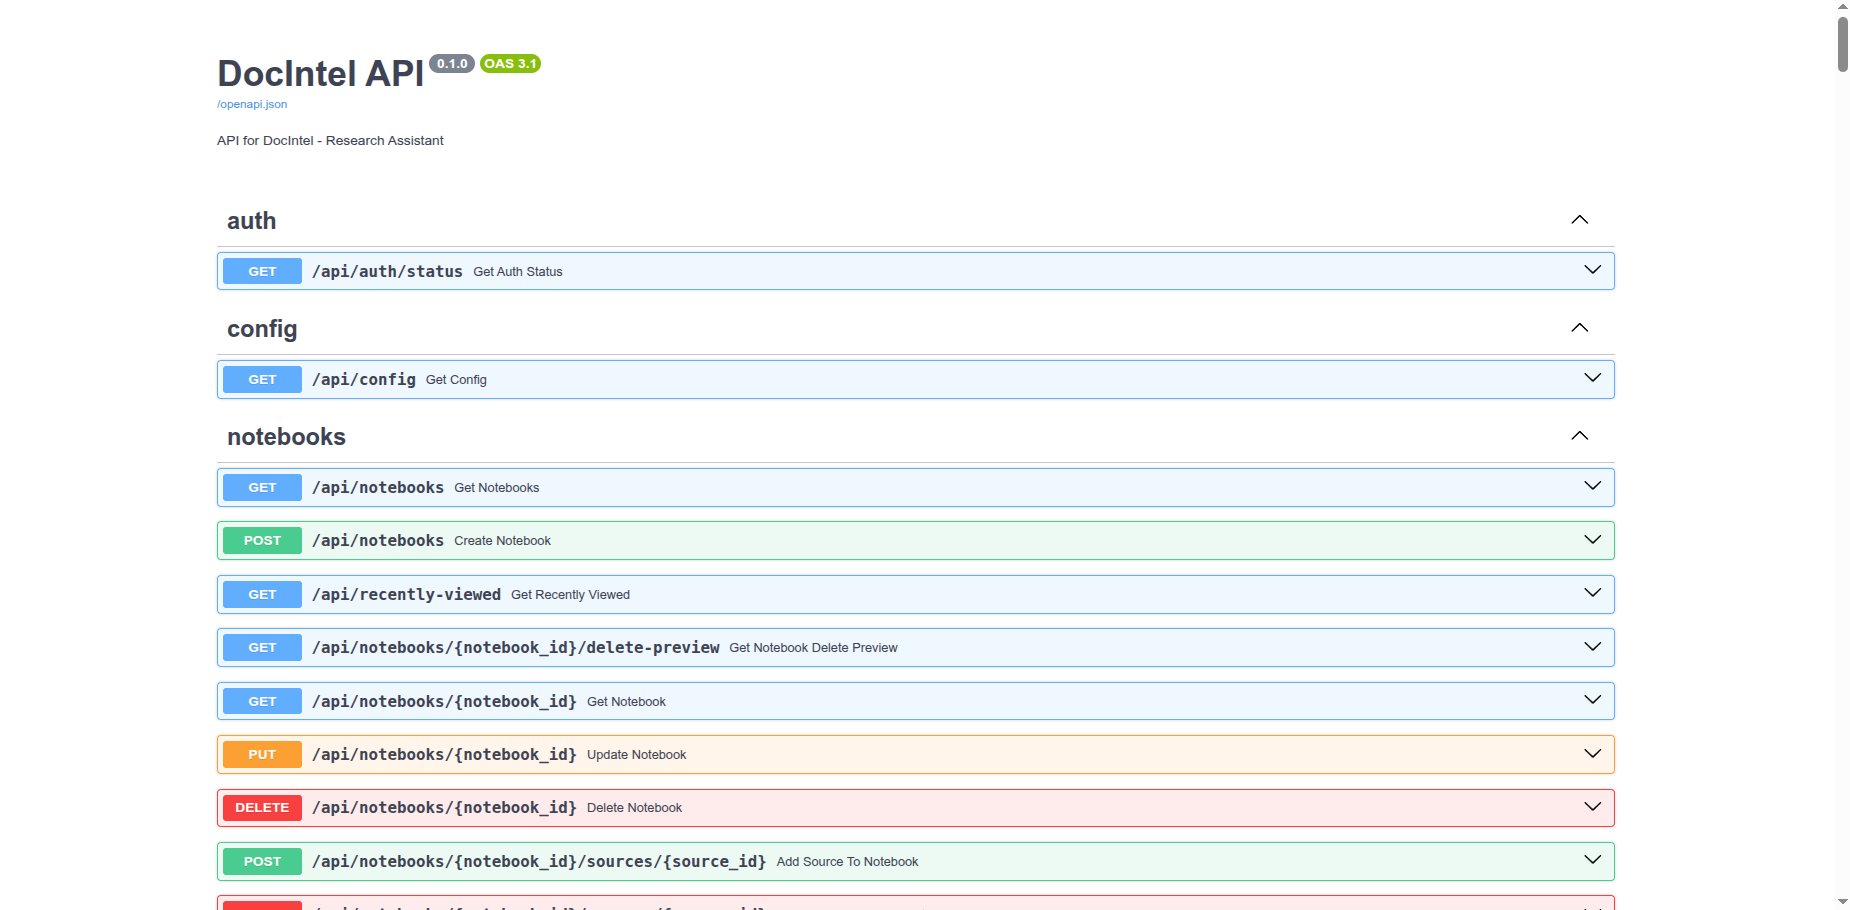 DocIntel API 0.1.0 OAS 3.1
/openapi.json
API for DocIntel - Research Assistant
auth
GET /api/auth/status Get Auth Status
config
GET /api/config Get Config
notebooks
GET /api/notebooks Get Notebooks
POST /api/notebooks Create Notebook
GET /api/recently-viewed Get Recently Viewed
GET /api/notebooks/{notebook_id}/delete-preview Get Notebook Delete Preview
GET /api/notebooks/{notebook_id} Get Notebook
PUT /api/notebooks/{notebook_id} Update Notebook
DELETE /api/notebooks/{notebook_id} Delete Notebook
POST /api/notebooks/{notebook_id}/sources/{source_id} Add Source To Notebook